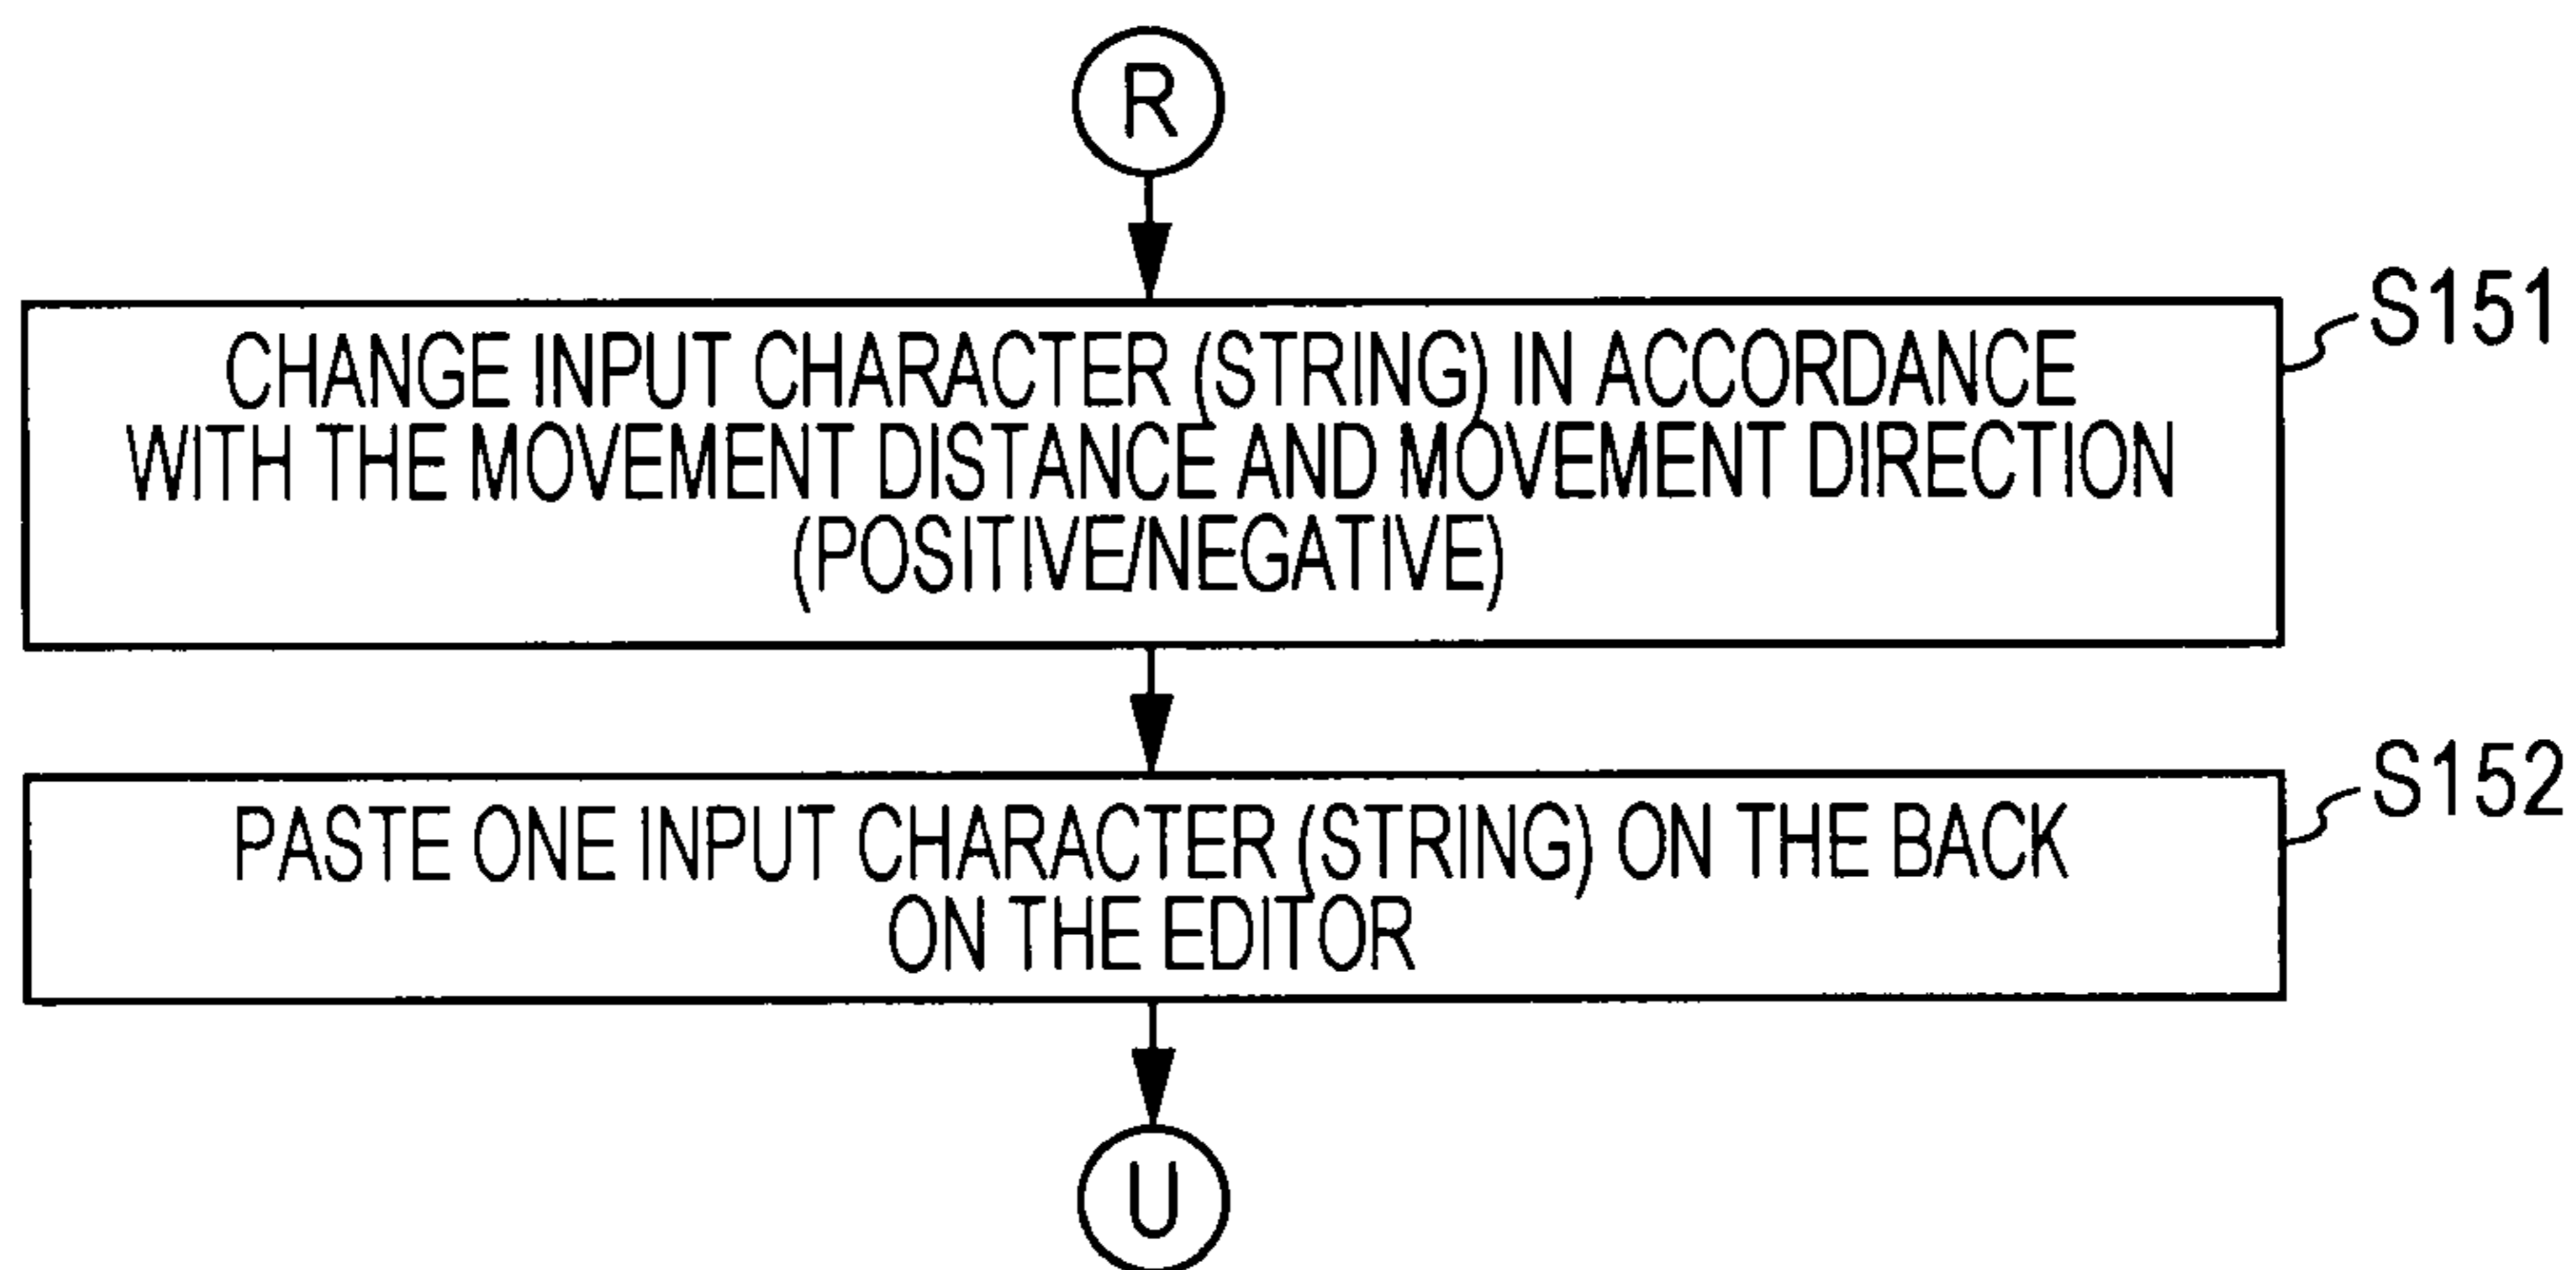 R
S151
CHANGE INPUT CHARACTER (STRING) IN ACCORDANCE
WITH THE MOVEMENT DISTANCE AND MOVEMENT DIRECTION
(POSITIVE/NEGATIVE)
S152
PASTE ONE INPUT CHARACTER (STRING) ON THE BACK
ON THE EDITOR
U